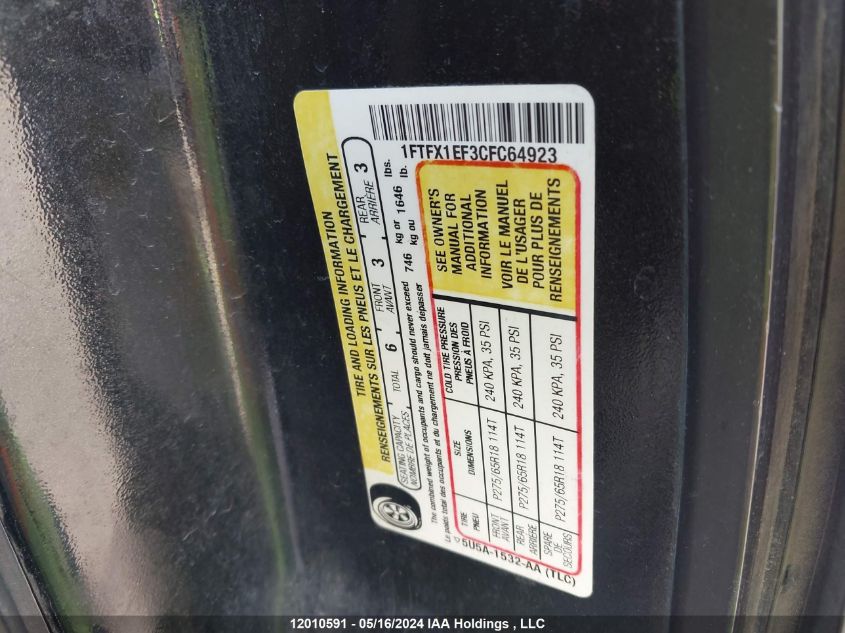 1FTFX1EF3CFC64923
TIRE AND LOADING INFORMATION
RENSEIGNEMENTS SUR LES PNEUS ET LE CHARGEMENT
SEATING CAPACITY
NOMBRE DE PLACES
TOTAL 6
FRONT
AVANT 3
REAR
ARRIÈRE 3
The combined weight of occupants and cargo should never exceed 746 kg or 1646 lbs.
Le poids total des occupants et du chargement ne doit jamais dépasser kg ou lb.
TIRE SIZE COLD TIRE PRESSURE
PNEU DIMENSIONS PRESSION DES
PNEUS À FROID
FRONT
AVANT P275/65R18 114T 240 KPA, 35 PSI
REAR
ARRIÈRE P275/65R18 114T 240 KPA, 35 PSI
SPARE
DE
SECOURS P275/65R18 114T 240 KPA, 35 PSI
SEE OWNER'S
MANUAL FOR
ADDITIONAL
INFORMATION
VOIR LE MANUEL
DE L'USAGER
POUR PLUS DE
RENSEIGNEMENTS
5U5A-1532-AA (TLC)
12010591 - 05/16/2024 IAA Holdings , LLC